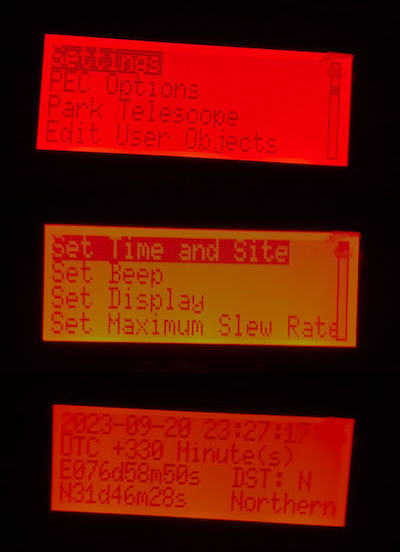 Settings
PEC Options
Park Telescope
Edit User Objects
Set Time and Site
Set Beep
Set Display
Set Maximum Slew Rate
2023-09-20 23:27:17
UTC +330 Minute(s)
E076d58m50s DST: N
N31d46m28s Northern